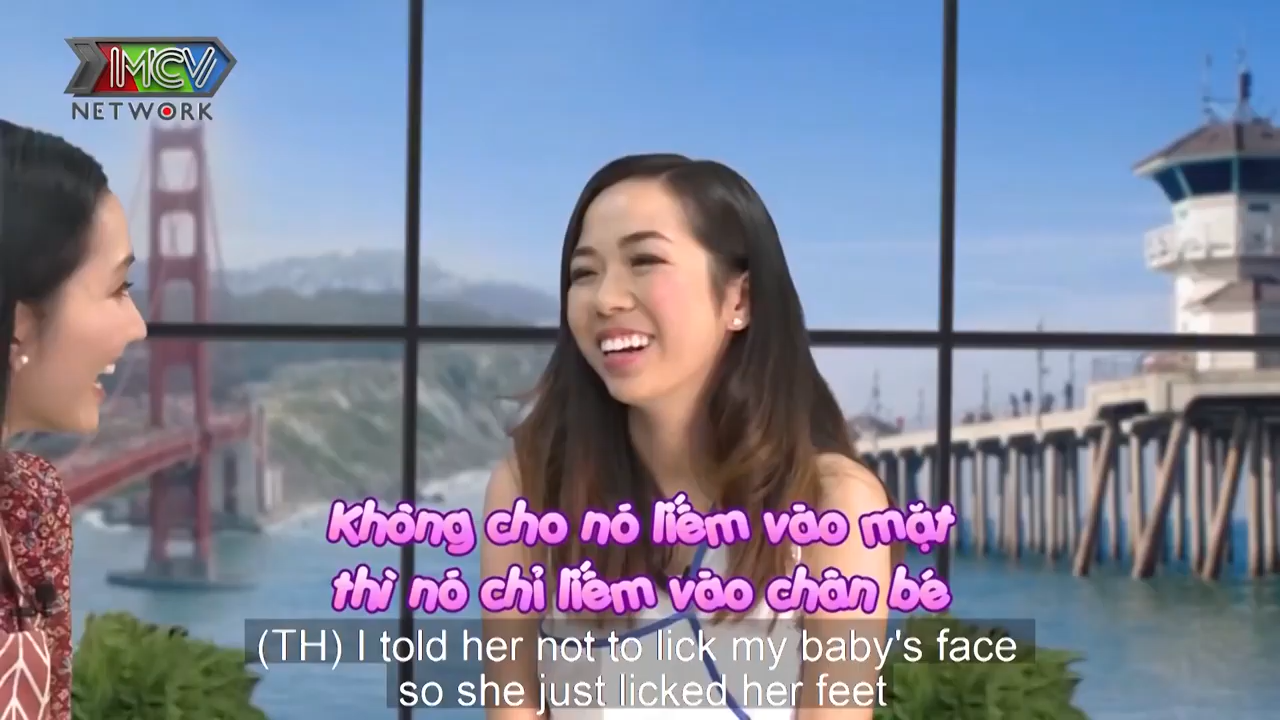 MCV
NETWORK
Không cho nó liếm vào mặt
thì nó chỉ liếm vào chân bé
(TH) I told her not to lick my baby's face
so she just licked her feet